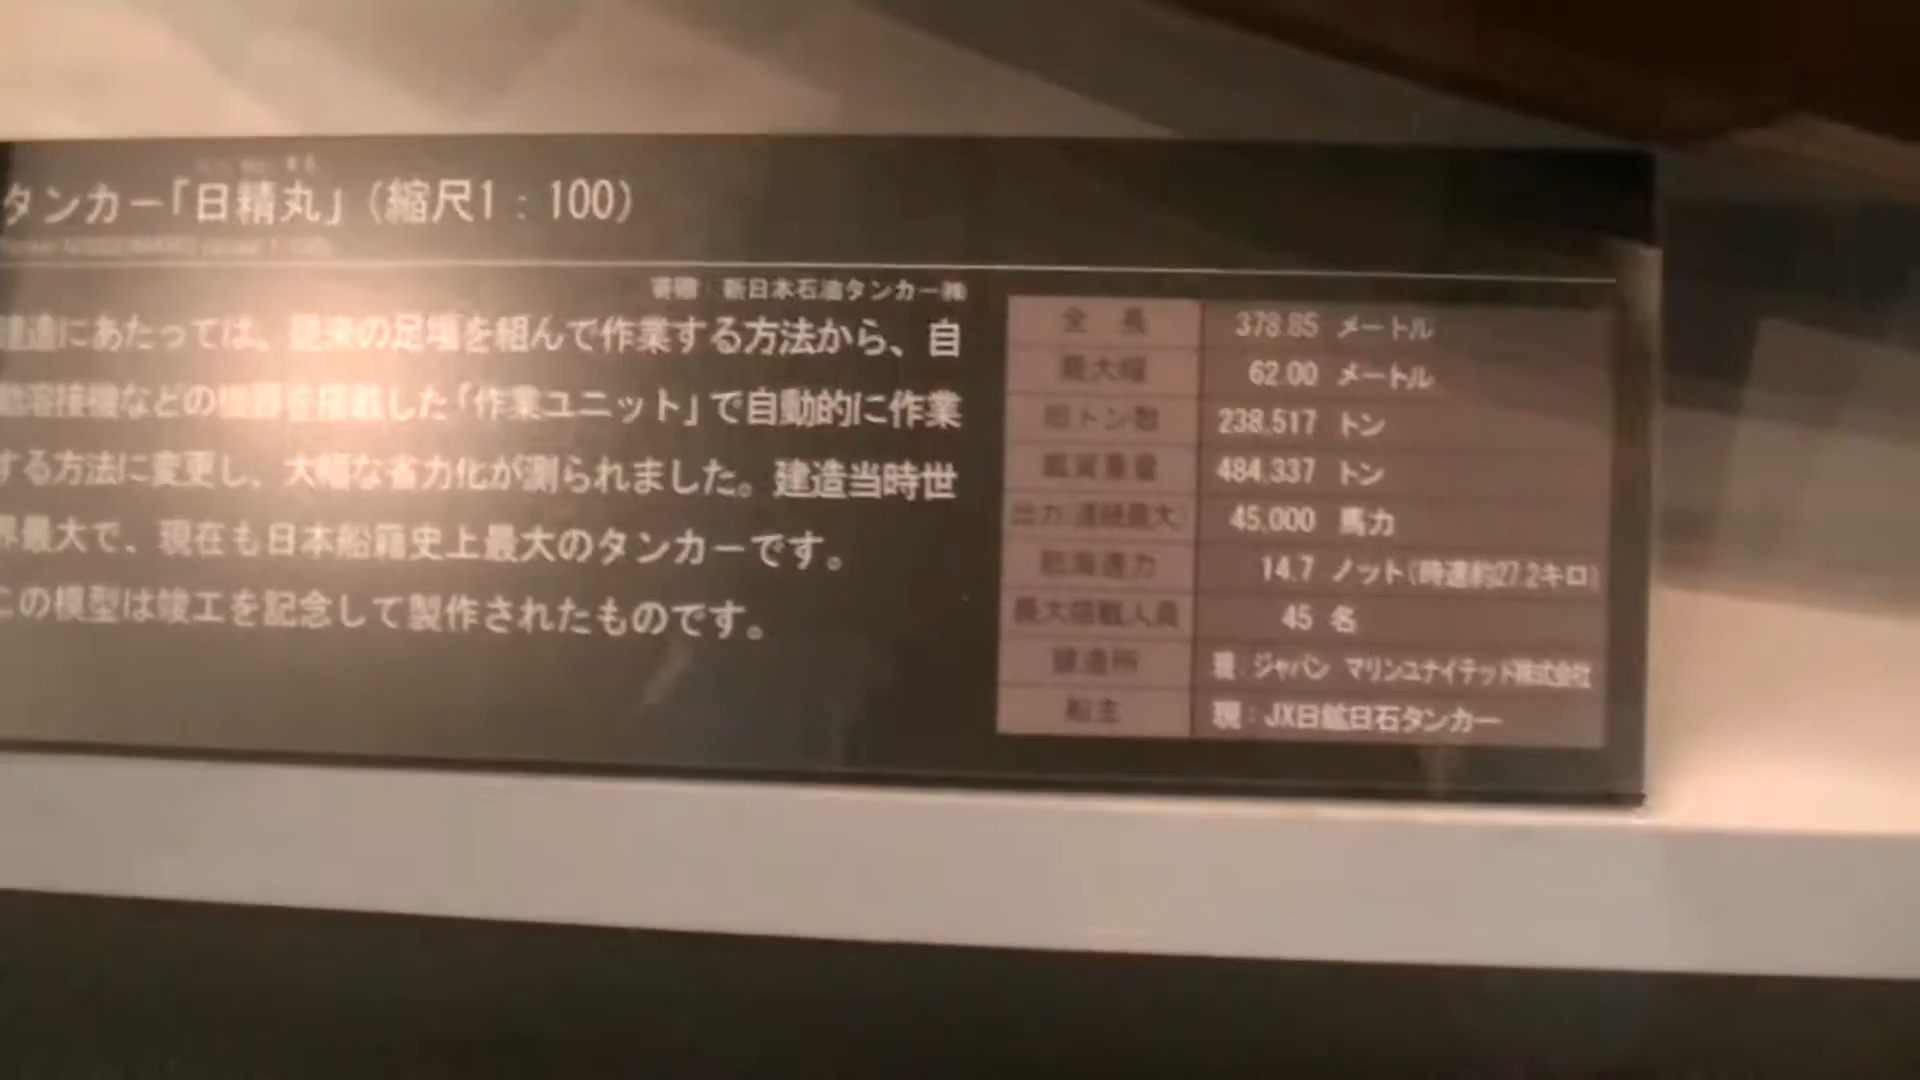 タンカー「日精丸」（縮尺1：100）
寄贈：新日本石油タンカー㈱
建造にあたっては、従来の足場を組んで作業する方法から、自
動溶接機などの機器を搭載した「作業ユニット」で自動的に作業
する方法に変更し、大幅な省力化が測られました。建造当時世
界最大で、現在も日本船籍史上最大のタンカーです。
この模型は竣工を記念して製作されたものです。
全 長 378.85 メートル
最大幅 62.00 メートル
総トン数 238,517 トン
載貨重量 484,337 トン
出力(連続最大) 45,000 馬力
航海速力 14.7 ノット（時速約27.2キロ）
最大搭載人員 45 名
建造所 現：ジャパン マリンユナイテッド株式会社
船主 現：JX日鉱日石タンカー